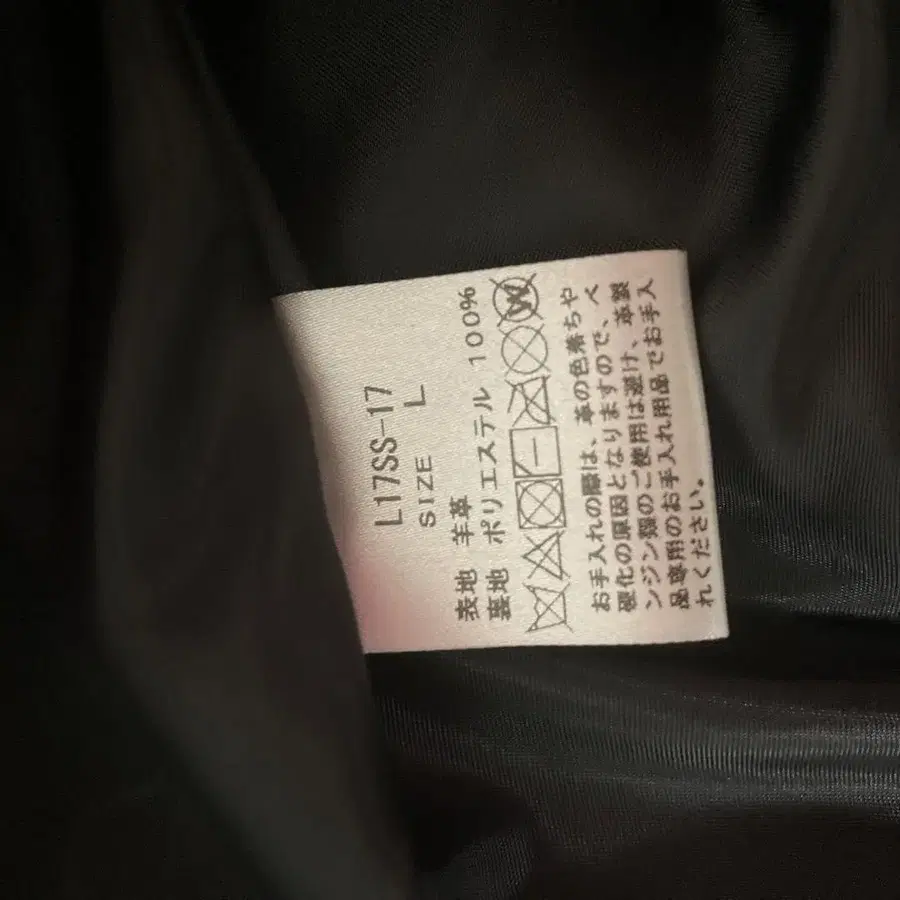 L17SS-17
SIZE L
表地 羊革
裏地 ポリエステル 100%
W
お手入れの際は、革の色落ちや
硬化の原因となりますので、ベ
ンジン類のご使用は避け、革製
品専用のお手入れ用品でお手入
れください。